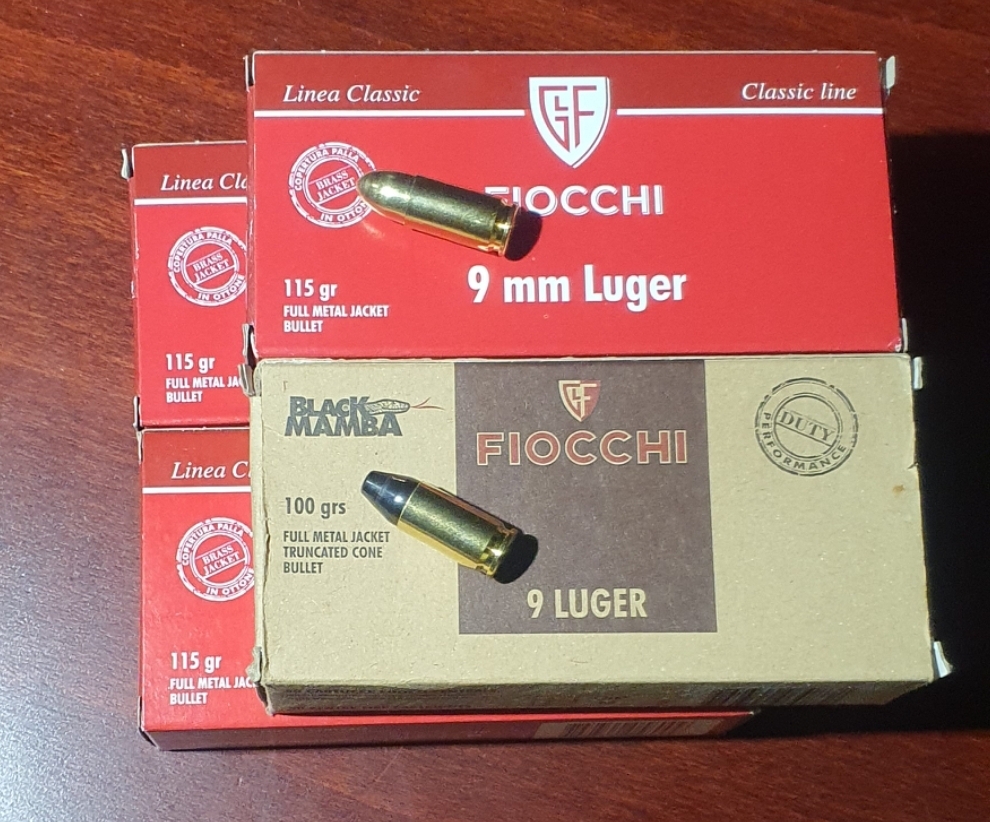 Linea Classic
Classic line
GF
COPERTURA PALLA
BRASS
JACKET
IN OTTONE
FIOCCHI
9 mm Luger
115 gr
FULL METAL JACKET
BULLET
Linea Cla
COPERTURA PALLA
BRASS
JACKET
IN OTTONE
115 gr
FULL METAL JA
BULLET
BLACK
MAMBA
GF
FIOCCHI
DUTY
PERFORMANCE
100 grs
FULL METAL JACKET
TRUNCATED CONE
BULLET
9 LUGER
Linea C
COPERTURA PALLA
BRASS
JACKET
IN OTTONE
115 gr
FULL METAL JAC
BULLET